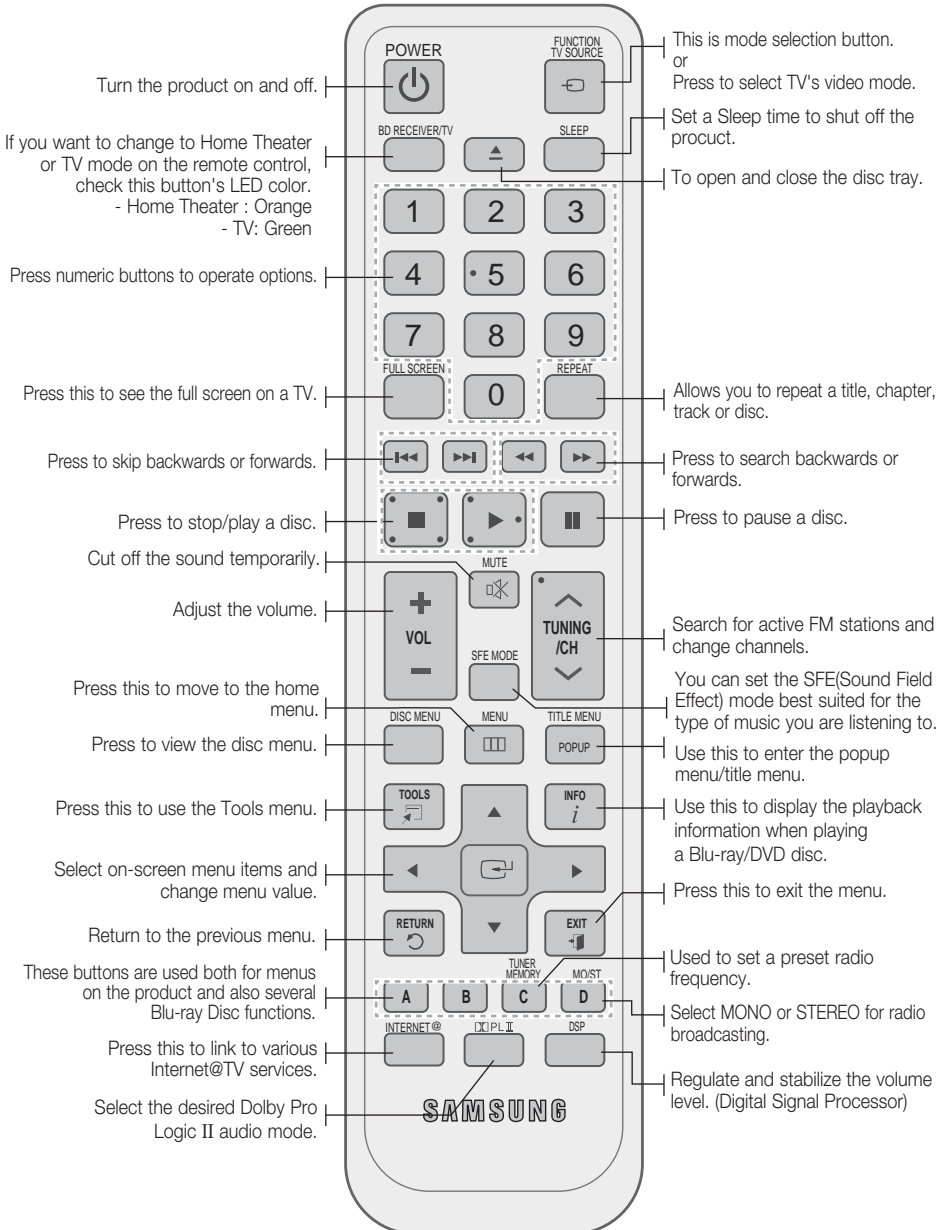 POWER
FUNCTION
TV SOURCE
Turn the product on and off.
This is mode selection button.
or
Press to select TV's video mode.
BD RECEIVER/TV
SLEEP
If you want to change to Home Theater
or TV mode on the remote control,
check this button's LED color.
- Home Theater : Orange
- TV: Green
Set a Sleep time to shut off the
procuct.
To open and close the disc tray.
1 2 3
Press numeric buttons to operate options.
4 5 6
7 8 9
FULL SCREEN
0
REPEAT
Press this to see the full screen on a TV.
Allows you to repeat a title, chapter,
track or disc.
Press to skip backwards or forwards.
Press to search backwards or
forwards.
Press to stop/play a disc.
Press to pause a disc.
Cut off the sound temporarily.
MUTE
Adjust the volume.
VOL
TUNING
/CH
Search for active FM stations and
change channels.
SFE MODE
You can set the SFE(Sound Field
Effect) mode best suited for the
type of music you are listening to.
Press this to move to the home
menu.
DISC MENU
MENU
TITLE MENU
POPUP
Press to view the disc menu.
Use this to enter the popup
menu/title menu.
TOOLS
INFO
i
Press this to use the Tools menu.
Use this to display the playback
information when playing
a Blu-ray/DVD disc.
Select on-screen menu items and
change menu value.
Press this to exit the menu.
RETURN
EXIT
Return to the previous menu.
TUNER
MEMORY
MO/ST
Used to set a preset radio
frequency.
These buttons are used both for menus
on the product and also several
Blu-ray Disc functions.
A B C D
Select MONO or STEREO for radio
broadcasting.
INTERNET@
PL II
DSP
Press this to link to various
Internet@TV services.
Regulate and stabilize the volume
level. (Digital Signal Processor)
Select the desired Dolby Pro
Logic II audio mode.
SAMSUNG